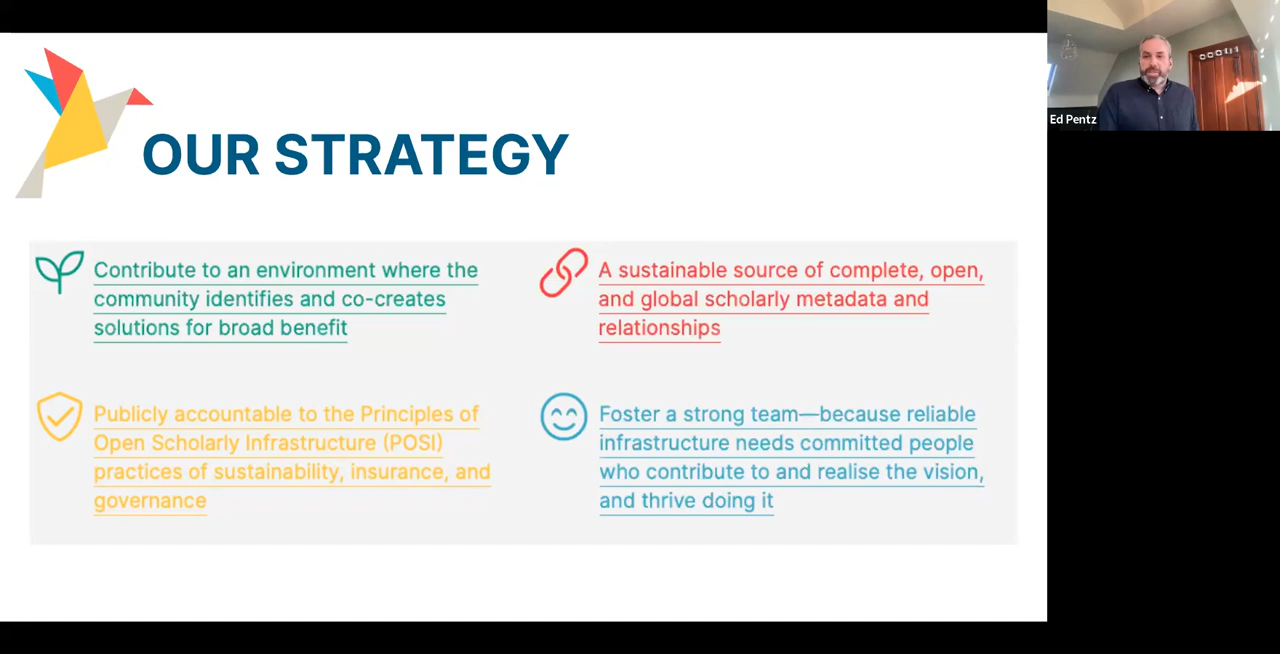 OUR STRATEGY
Contribute to an environment where the
community identifies and co-creates
solutions for broad benefit
A sustainable source of complete, open,
and global scholarly metadata and
relationships
Publicly accountable to the Principles of
Open Scholarly Infrastructure (POSI)
practices of sustainability, insurance, and
governance
Foster a strong team—because reliable
infrastructure needs committed people
who contribute to and realise the vision,
and thrive doing it
Ed Pentz